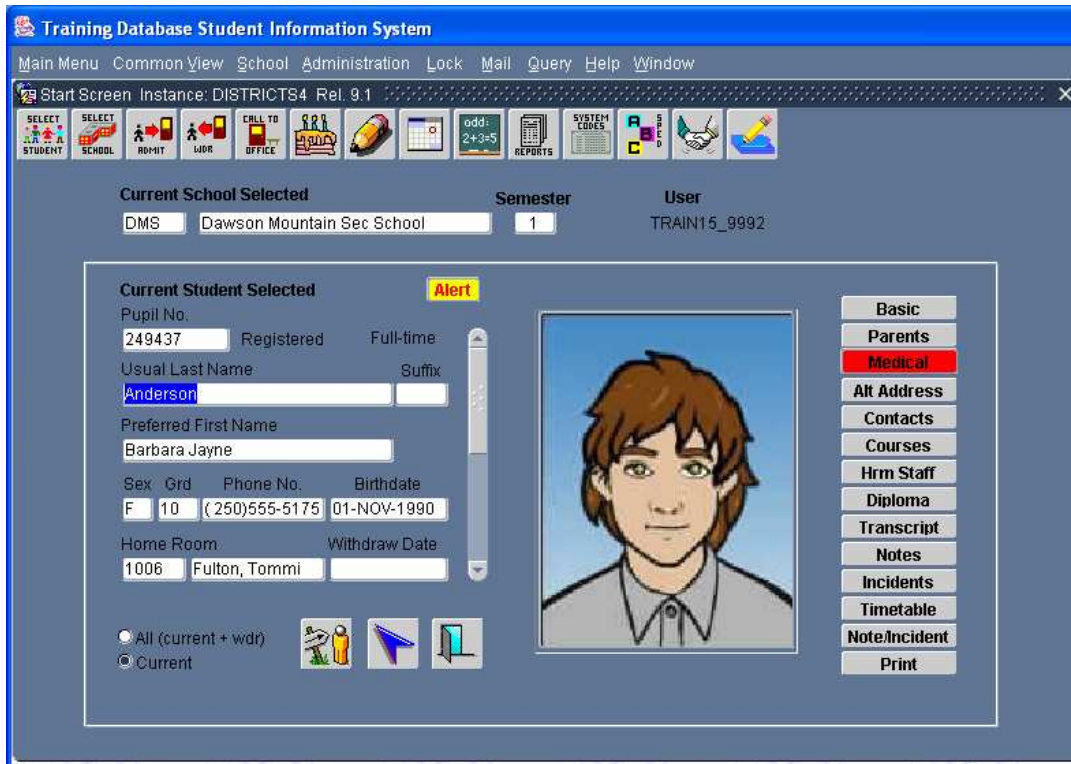 Training Database Student Information System
Main Menu Common View School Administration Lock Mail Query Help Window
Start Screen Instance: DISTRICTS4 Rel. 9.1
SELECT STUDENT
SELECT SCHOOL
ADMIT
WDR
CALL TO OFFICE
odd:
2+3=5
REPORTS
SYSTEM CODES
A B C SPED
Current School Selected Semester User
DMS Dawson Mountain Sec School 1 TRAIN15_9992
Current Student Selected Alert
Pupil No.
249437 Registered Full-time
Usual Last Name Suffix
Anderson
Preferred First Name
Barbara Jayne
Sex Grd Phone No. Birthdate
F 10 ( 250)555-5175 01-NOV-1990
Home Room Withdraw Date
1006 Fulton, Tommi
All (current + wdr)
Current
Basic
Parents
Medical
Alt Address
Contacts
Courses
Hrm Staff
Diploma
Transcript
Notes
Incidents
Timetable
Note/Incident
Print